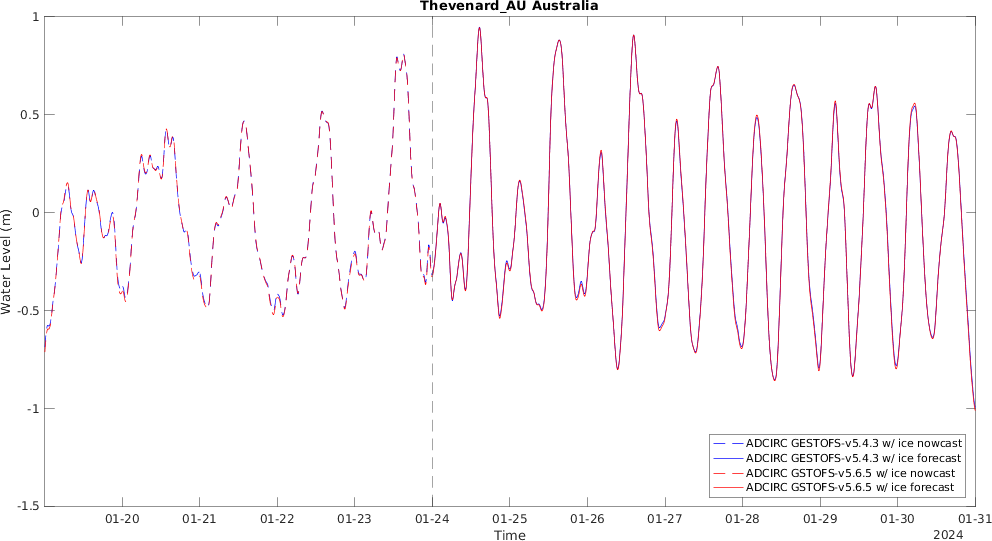 Thevenard_AU Australia
1
0.5
0
-0.5
-1
-1.5
Water Level (m)
01-20 01-21 01-22 01-23 01-24 01-25 01-26 01-27 01-28 01-29 01-30 01-31
Time
2024
ADCIRC GESTOFS-v5.4.3 w/ ice nowcast
ADCIRC GESTOFS-v5.4.3 w/ ice forecast
ADCIRC GSTOFS-v5.6.5 w/ ice nowcast
ADCIRC GSTOFS-v5.6.5 w/ ice forecast